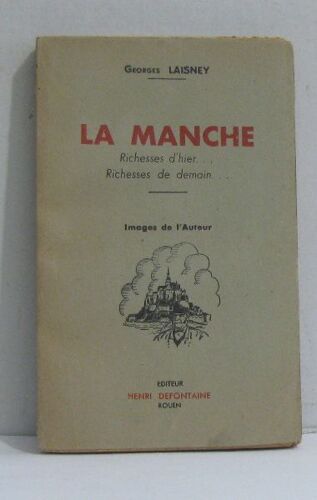 Georges LAISNEY
LA MANCHE
Richesses d'hier. . ,
Richesses de demain. . .
Images de l'Auteur
EDITEUR
HENRI DEFONTAINE
ROUEN